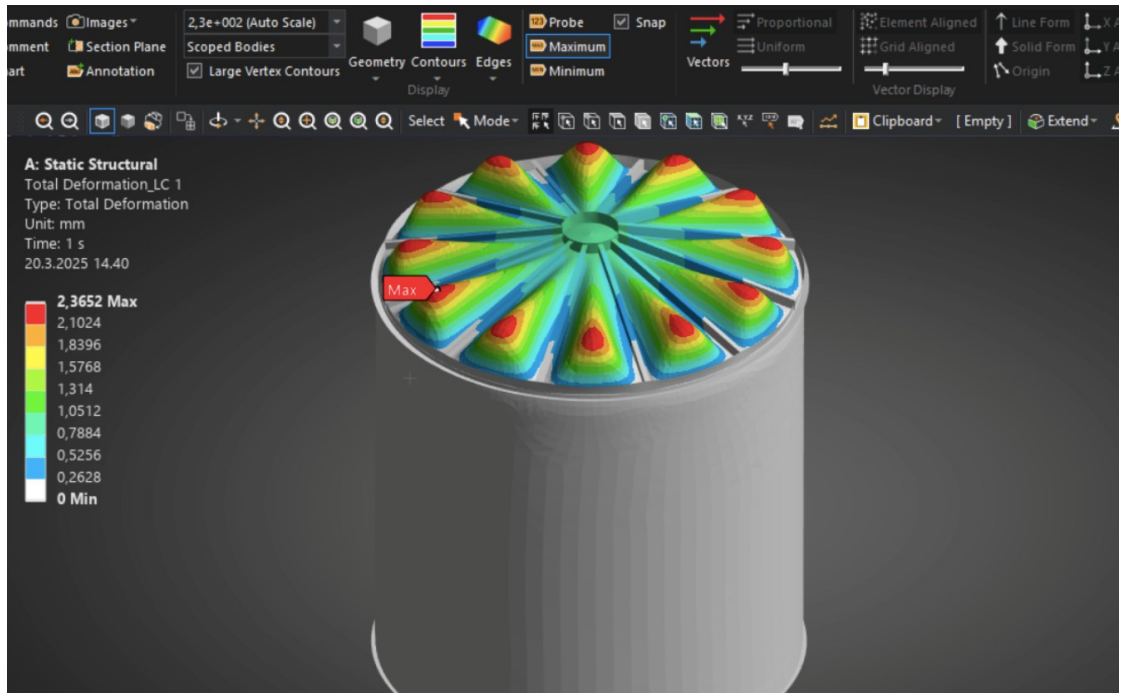 mmands Images
mment Section Plane
art Annotation
2,3e+002 (Auto Scale)
Scoped Bodies
Large Vertex Contours
Geometry Contours Edges
Display
Probe Snap
Maximum
Minimum
Vectors
Proportional
Uniform
Element Aligned
Grid Aligned
Vector Display
Line Form X A
Solid Form Y A
Origin Z A
Select Mode Clipboard [ Empty ] Extend
A: Static Structural
Total Deformation_LC 1
Type: Total Deformation
Unit: mm
Time: 1 s
20.3.2025 14.40
2,3652 Max
2,1024
1,8396
1,5768
1,314
1,0512
0,7884
0,5256
0,2628
0 Min
Max